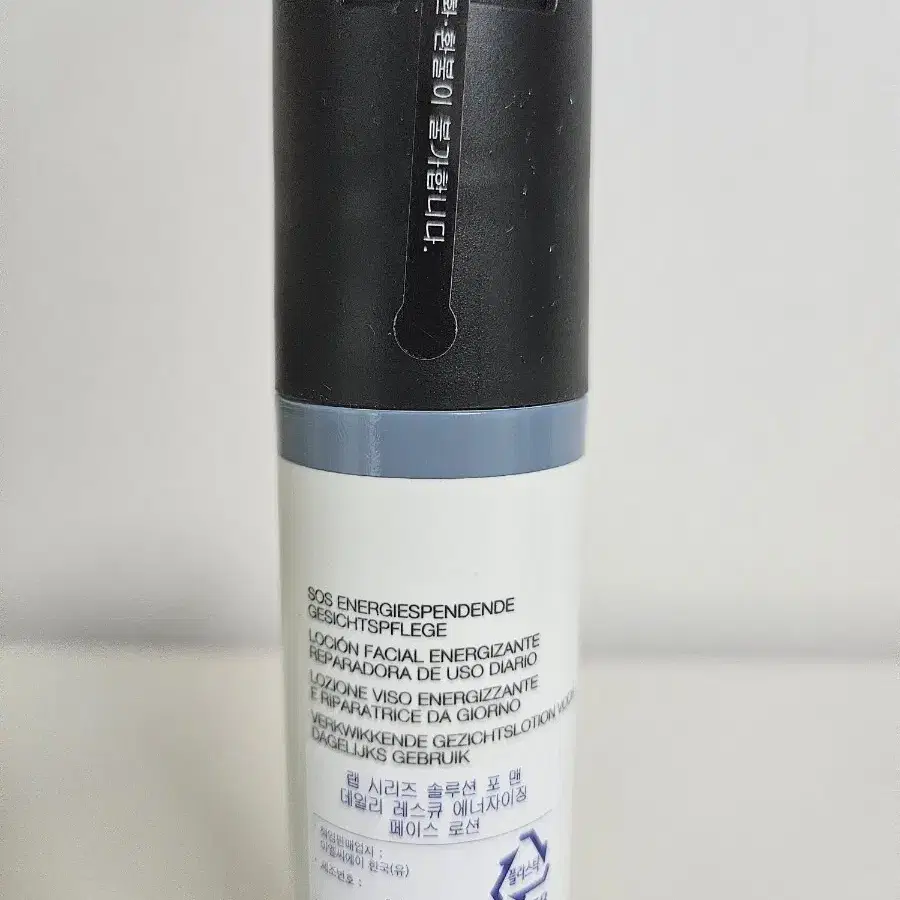 환·환불이 불가합니다.
SOS ENERGIESPENDENDE
GESICHTSPFLEGE
LOCIÓN FACIAL ENERGIZANTE
REPARADORA DE USO DIARIO
LOZIONE VISO ENERGIZZANTE
E RIPARATRICE DA GIORNO
VERKWIKKENDE GEZICHTSLOTION VOOR
DAGELIJKS GEBRUIK
랩 시리즈 솔루션 포 맨
데일리 레스큐 에너자이징
페이스 로션
책임판매업자 :
이엘씨에이 한국(유)
· 제조번호 :
플라스틱